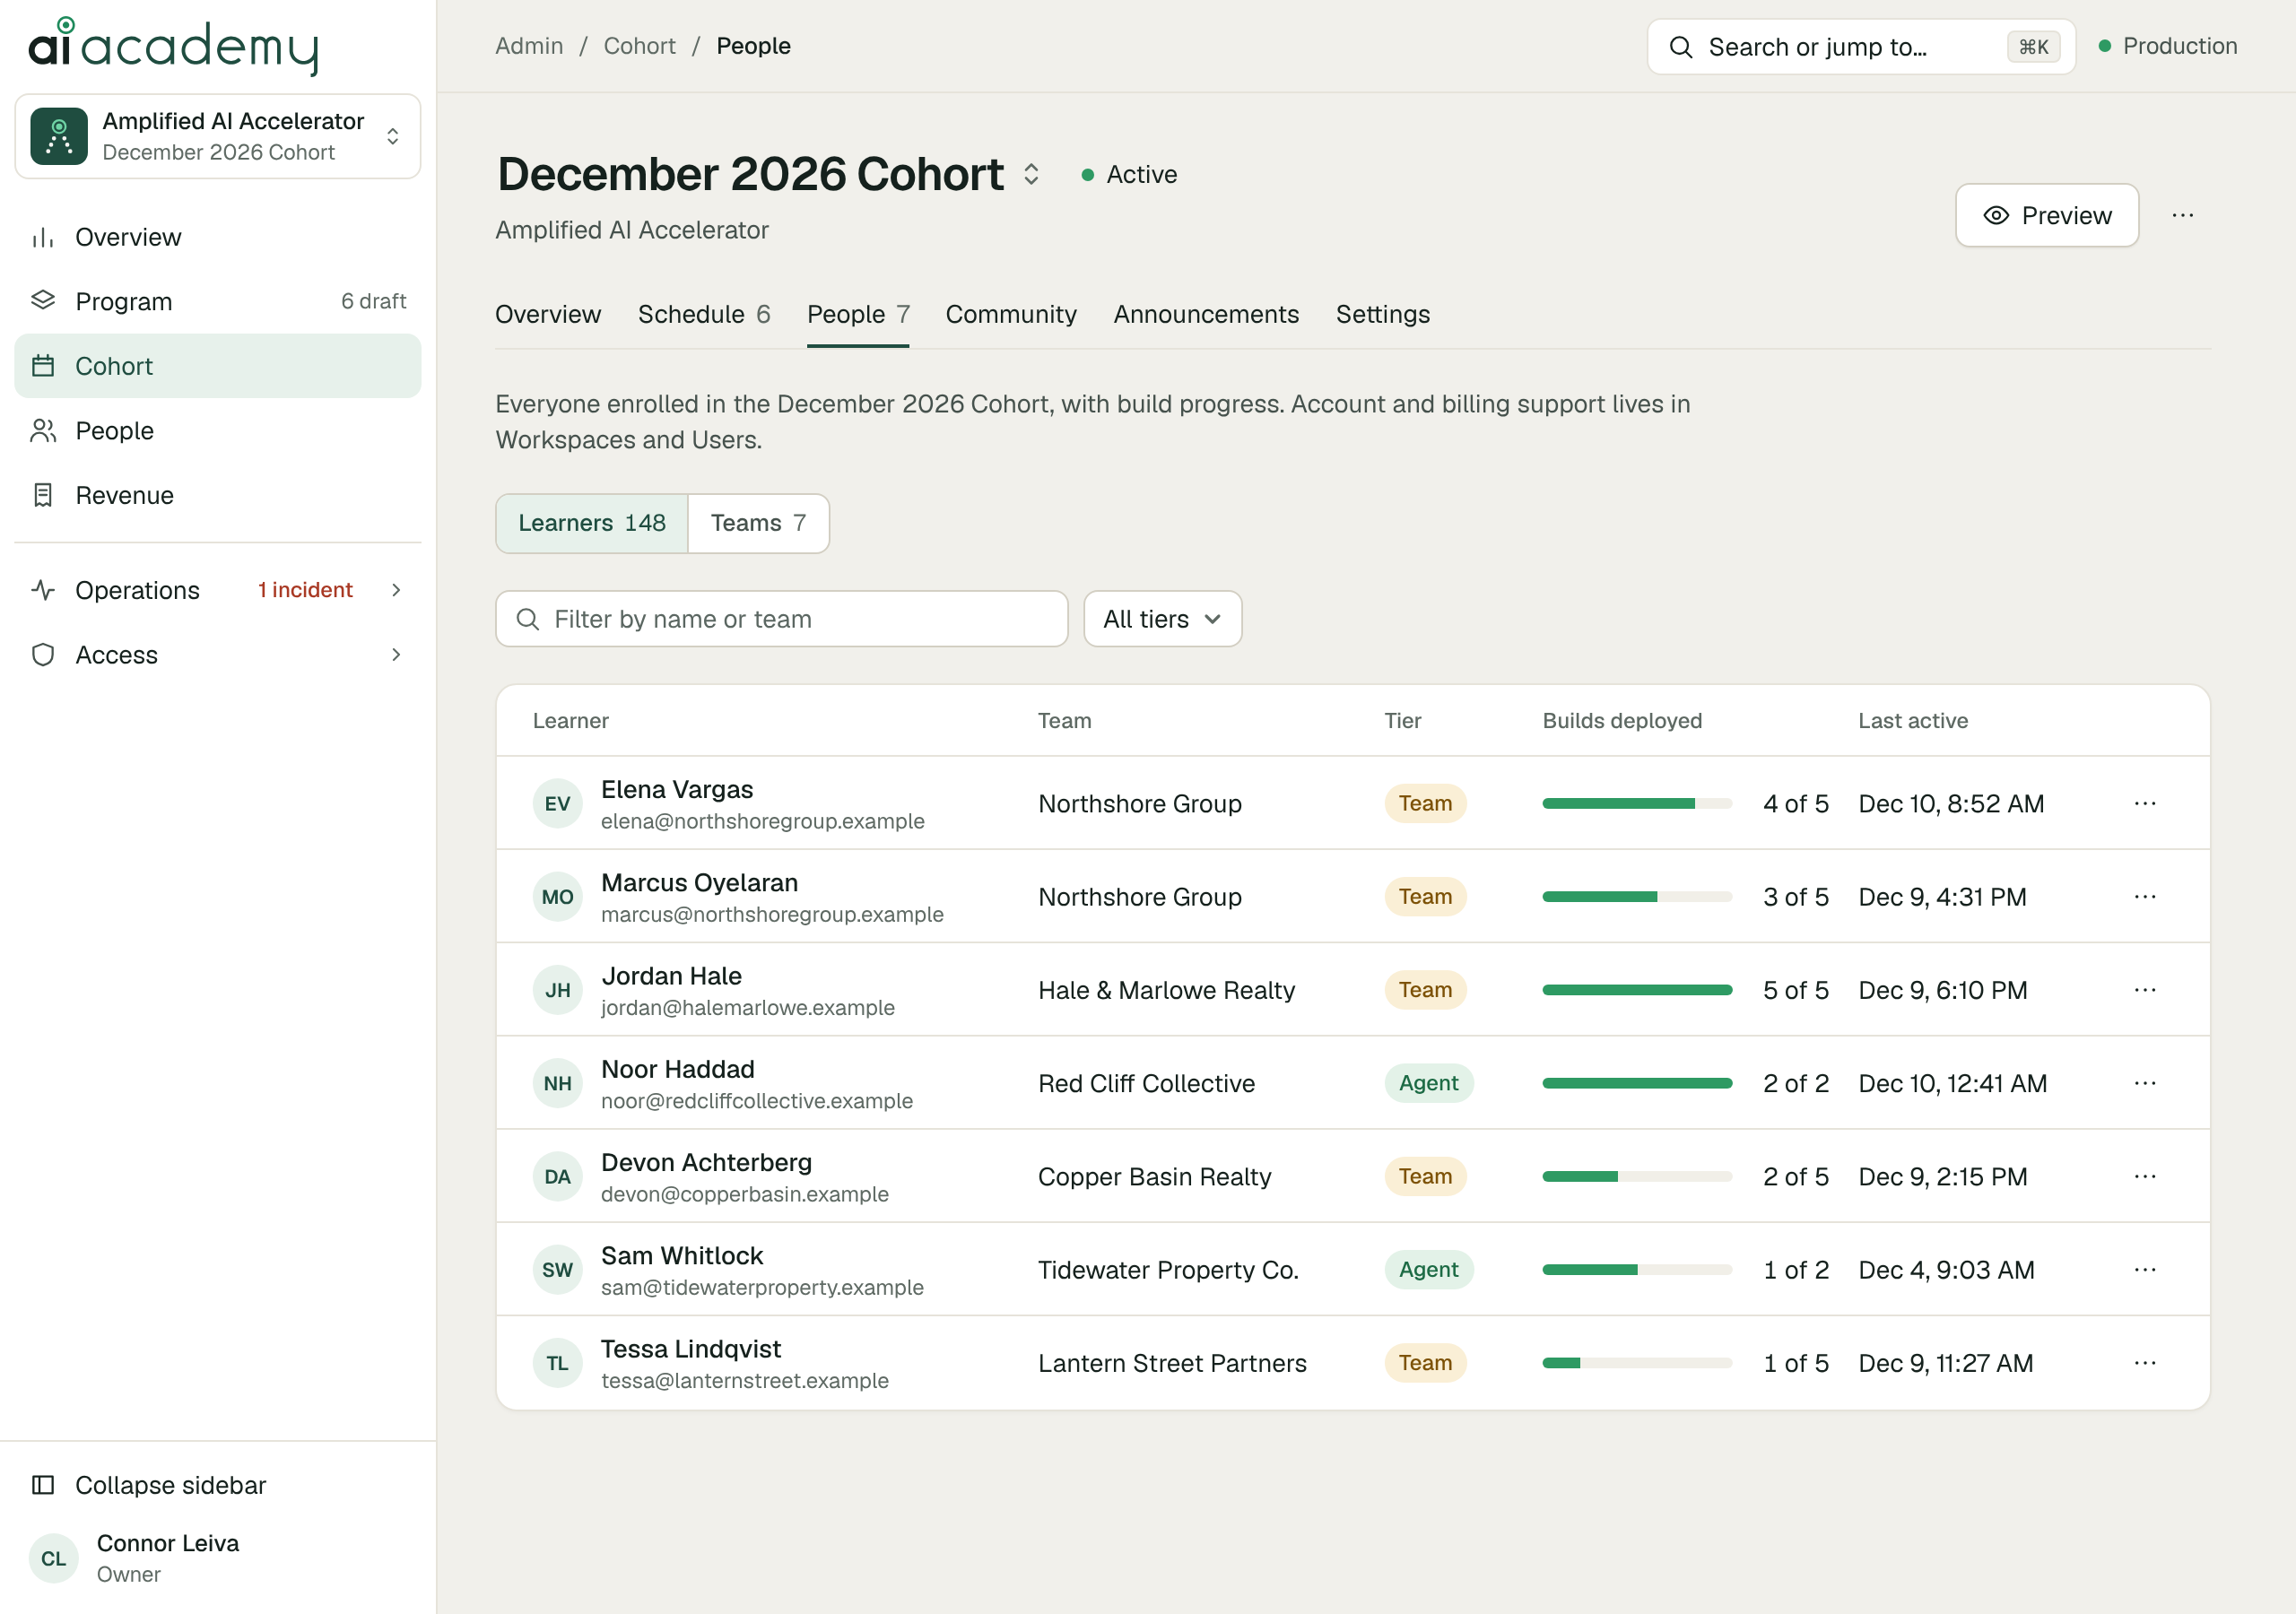 ai academy
Amplified AI Accelerator
December 2026 Cohort
Overview
Program 6 draft
Cohort
People
Revenue
Operations 1 incident
Access
Collapse sidebar
CL Connor Leiva
Owner
Admin / Cohort / People
Search or jump to... ⌘K
Production
December 2026 Cohort
Active
Amplified AI Accelerator
Preview
Overview Schedule 6 People 7 Community Announcements Settings
Everyone enrolled in the December 2026 Cohort, with build progress. Account and billing support lives in
Workspaces and Users.
Learners 148 Teams 7
Filter by name or team
All tiers
Learner Team Tier Builds deployed Last active
EV Elena Vargas Northshore Group Team 4 of 5 Dec 10, 8:52 AM
elena@northshoregroup.example
MO Marcus Oyelaran Northshore Group Team 3 of 5 Dec 9, 4:31 PM
marcus@northshoregroup.example
JH Jordan Hale Hale & Marlowe Realty Team 5 of 5 Dec 9, 6:10 PM
jordan@halemarlowe.example
NH Noor Haddad Red Cliff Collective Agent 2 of 2 Dec 10, 12:41 AM
noor@redcliffcollective.example
DA Devon Achterberg Copper Basin Realty Team 2 of 5 Dec 9, 2:15 PM
devon@copperbasin.example
SW Sam Whitlock Tidewater Property Co. Agent 1 of 2 Dec 4, 9:03 AM
sam@tidewaterproperty.example
TL Tessa Lindqvist Lantern Street Partners Team 1 of 5 Dec 9, 11:27 AM
tessa@lanternstreet.example